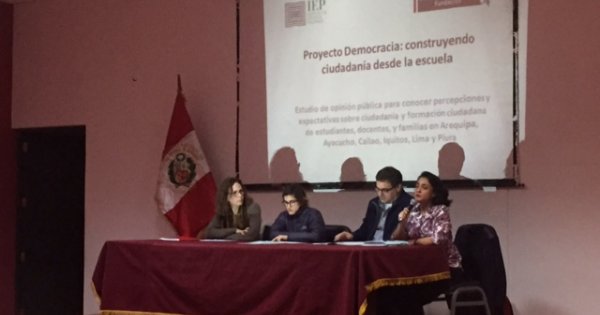 IEP
Fundación
Proyecto Democracia: construyendo
ciudadanía desde la escuela
Estudio de opinión pública para conocer percepciones y
expectativas sobre ciudadanía y formación ciudadana
de estudiantes, docentes, y familias en Arequipa,
Ayacucho, Callao, Iquitos, Lima y Piura